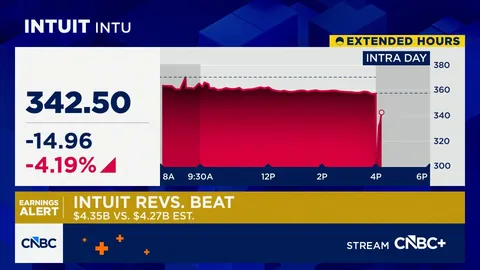 INTUIT INTU
EXTENDED HOURS
INTRA DAY
342.50
-14.96
-4.19%
380
360
340
320
300
8A 9:30A 12P 2P 4P 6P
EARNINGS ALERT
INTUIT REVS. BEAT
$4.35B VS. $4.27B EST.
CNBC
STREAM CNBC+